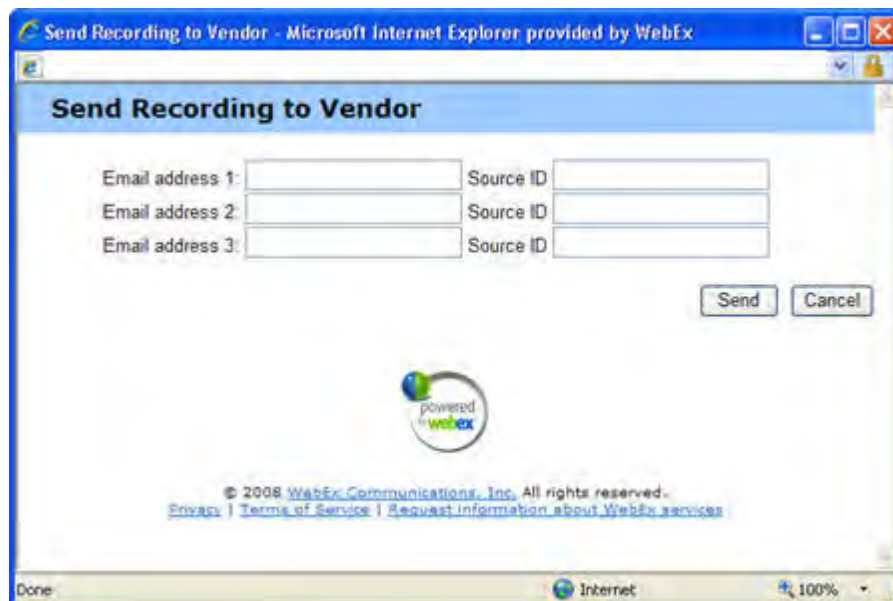 Send Recording to Vendor - Microsoft Internet Explorer provided by WebEx
Send Recording to Vendor
Email address 1: Source ID
Email address 2: Source ID
Email address 3: Source ID
Send Cancel
powered
by webex
© 2008 WebEx Communications, Inc. All rights reserved.
Privacy | Terms of Service | Request information about WebEx services
Done Internet 100%